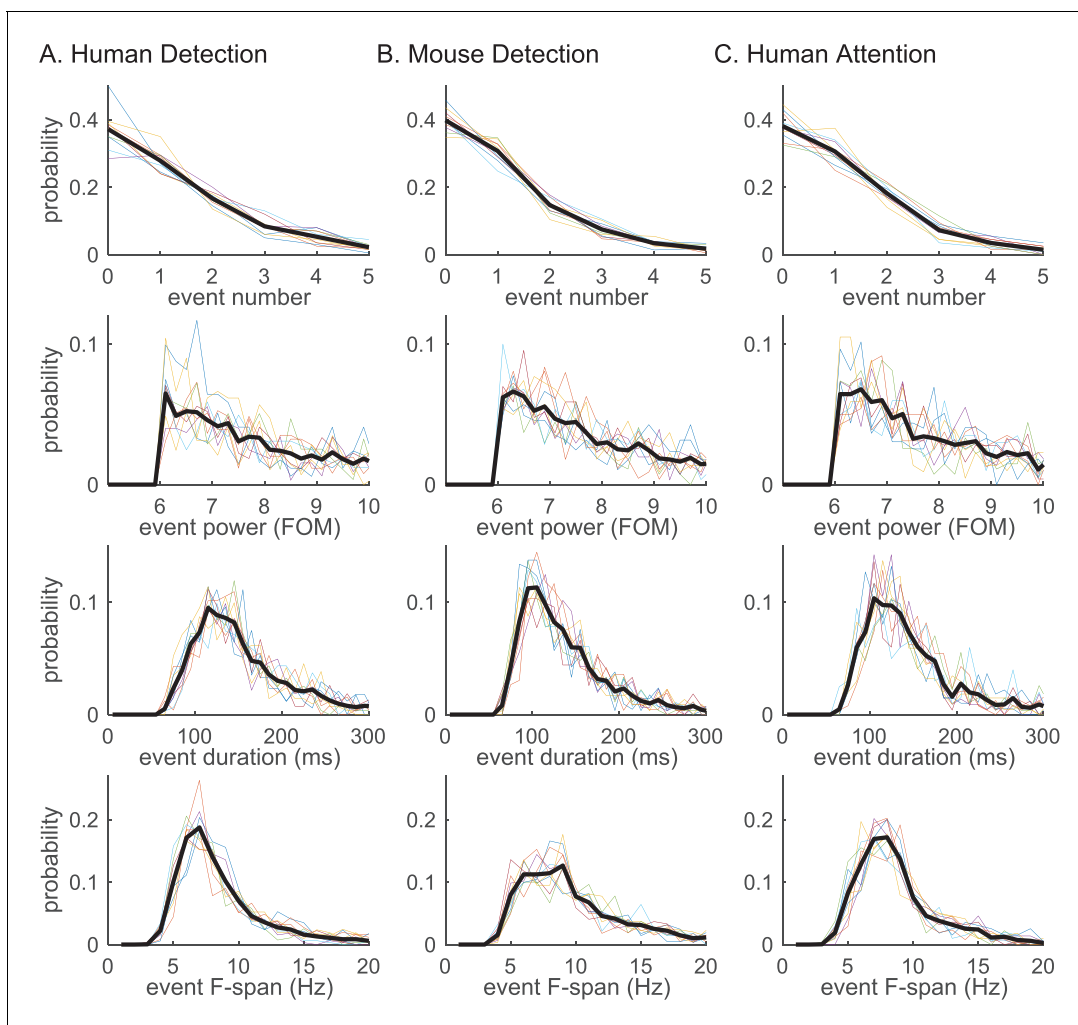 A. Human Detection
B. Mouse Detection
C. Human Attention
probability
0.4
0.2
0
0 1 2 3 4 5
event number
0.4
0.2
0
0 1 2 3 4 5
event number
0.4
0.2
0
0 1 2 3 4 5
event number
probability
0.1
0
6 7 8 9 10
event power (FOM)
0.1
0
6 7 8 9 10
event power (FOM)
0.1
0
6 7 8 9 10
event power (FOM)
probability
0.1
0
100 200 300
event duration (ms)
0.1
0
100 200 300
event duration (ms)
0.1
0
100 200 300
event duration (ms)
probability
0.2
0.1
0
0 5 10 15 20
event F-span (Hz)
0.2
0.1
0
0 5 10 15 20
event F-span (Hz)
0.2
0.1
0
0 5 10 15 20
event F-span (Hz)